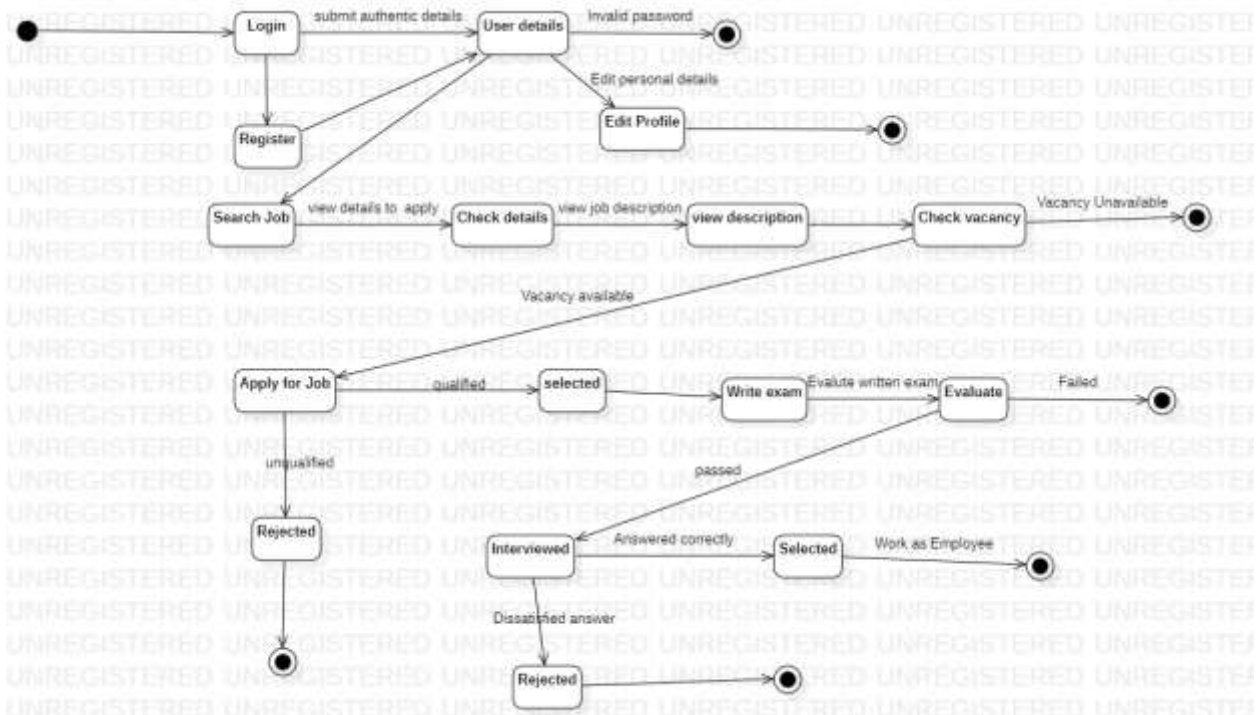 submit authentic details
Invalid password
Login
User details
Edit personal details
Edit Profile
Register
Search Job
view details to apply
Check details
view job description
view description
Check vacancy
Vacancy Unavailable
Vacancy available
Apply for Job
qualified
selected
Write exam
Evalute written exam
Evaluate
Failed
unqualified
passed
Rejected
Interviewed
Answered correctly
Selected
Work as Employee
answer
Rejected
UNREGISTERED